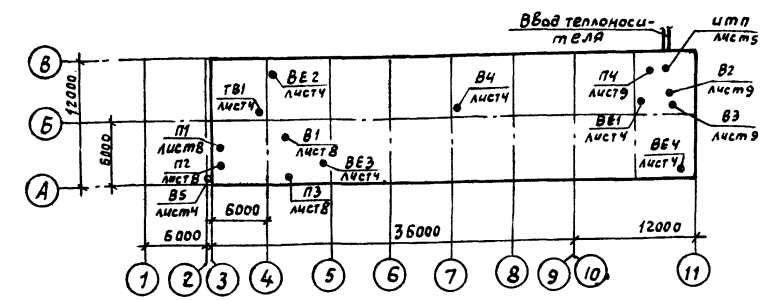 Ввод теплоноси-
теля
итп
лист5
В
12000
ТВ1
лист4
ВЕ2
лист4
В4
лист4
П4
лист9
В2
лист9
Б
6000
П1
лист8
В1
лист8
ВЕ1
лист4
В3
лист9
П2
лист8
ВЕ3
лист4
ВЕ4
лист4
А
В5
лист4
П3
лист8
6000
6000
36000
12000
1
2
3
4
5
6
7
8
9
10
11